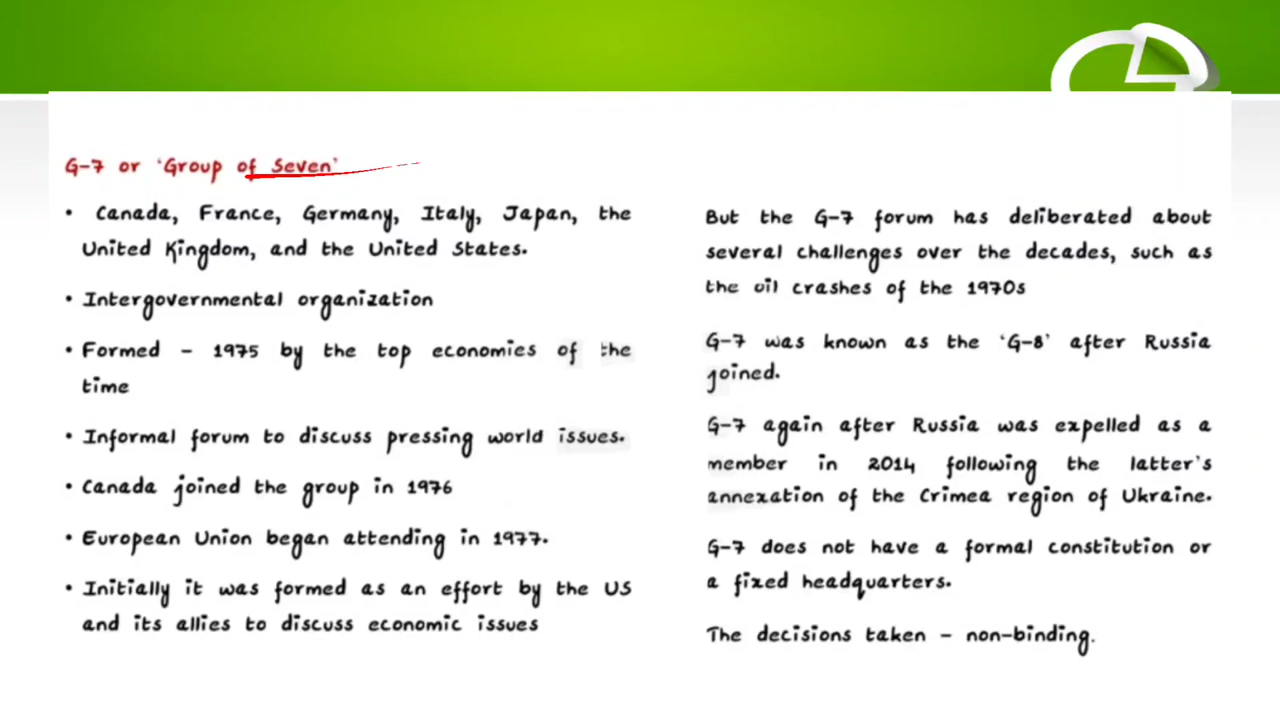 G-7 or 'Group of Seven'
• Canada, France, Germany, Italy, Japan, the
United Kingdom, and the United States.
• Intergovernmental organization
• Formed - 1975 by the top economies of the
time
• Informal forum to discuss pressing world issues.
• Canada joined the group in 1976
• European Union began attending in 1977.
• Initially it was formed as an effort by the US
and its allies to discuss economic issues
But the G-7 forum has deliberated about
several challenges over the decades, such as
the oil crashes of the 1970s
G-7 was known as the 'G-8' after Russia
joined.
G-7 again after Russia was expelled as a
member in 2014 following the latter's
annexation of the Crimea region of Ukraine.
G-7 does not have a formal constitution or
a fixed headquarters.
The decisions taken - non-binding.